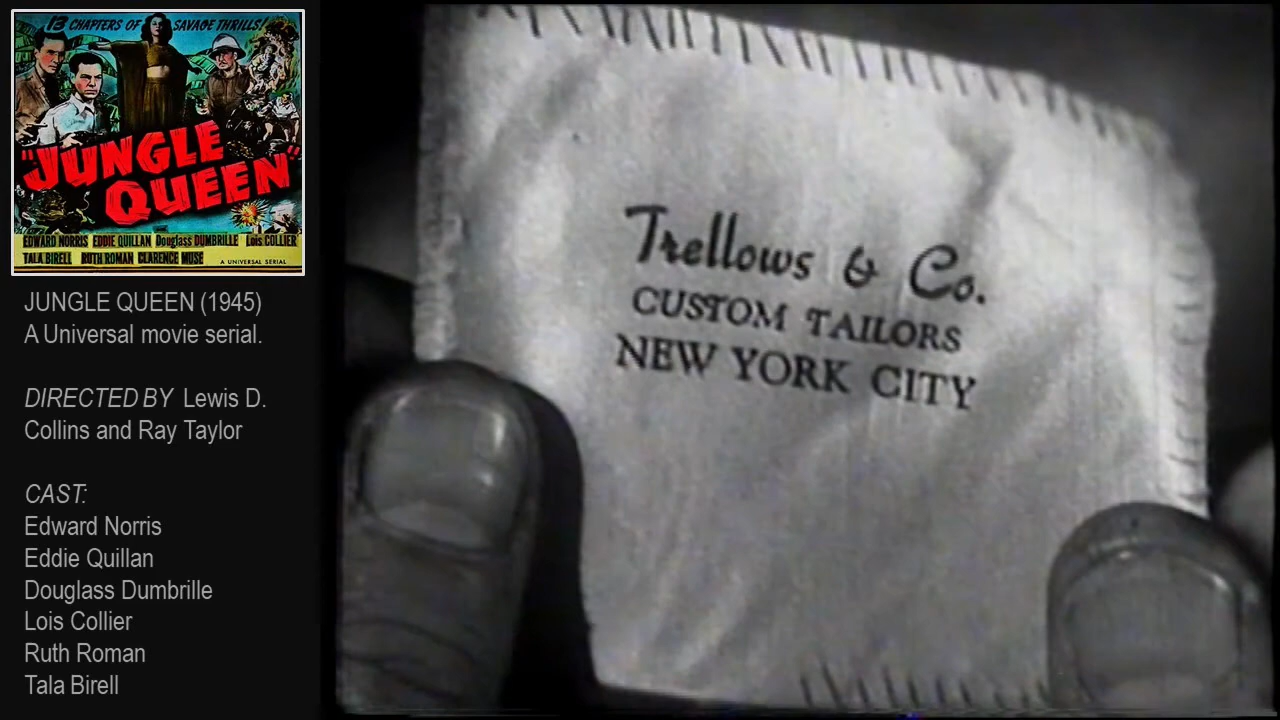 13 CHAPTERS OF SAVAGE THRILLS!
"JUNGLE
QUEEN"
EDWARD NORRIS EDDIE QUILLAN Douglass DUMBRILLE Lois COLLIER
TALA BIRELL RUTH ROMAN CLARENCE MUSE
A UNIVERSAL SERIAL
JUNGLE QUEEN (1945)
A Universal movie serial.
DIRECTED BY Lewis D.
Collins and Ray Taylor
CAST:
Edward Norris
Eddie Quillan
Douglass Dumbrille
Lois Collier
Ruth Roman
Tala Birell
Trellows & Co.
CUSTOM TAILORS
NEW YORK CITY